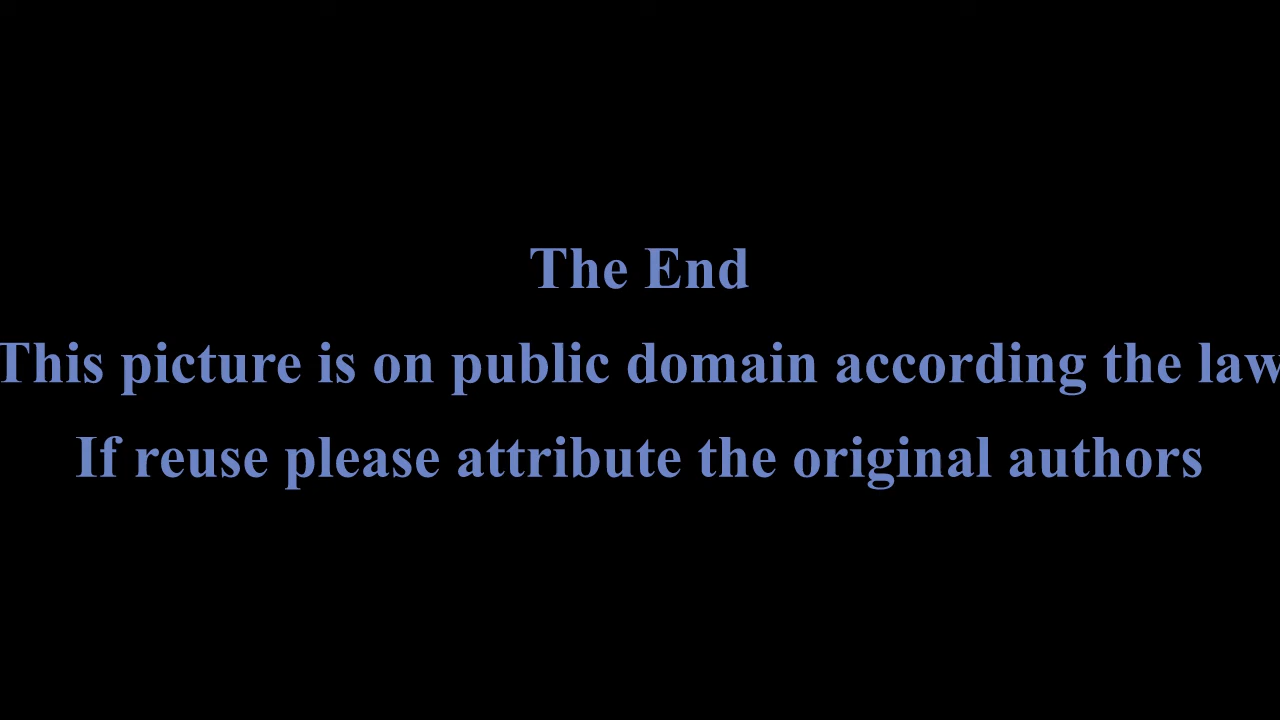 The End
This picture is on public domain according the law
If reuse please attribute the original authors